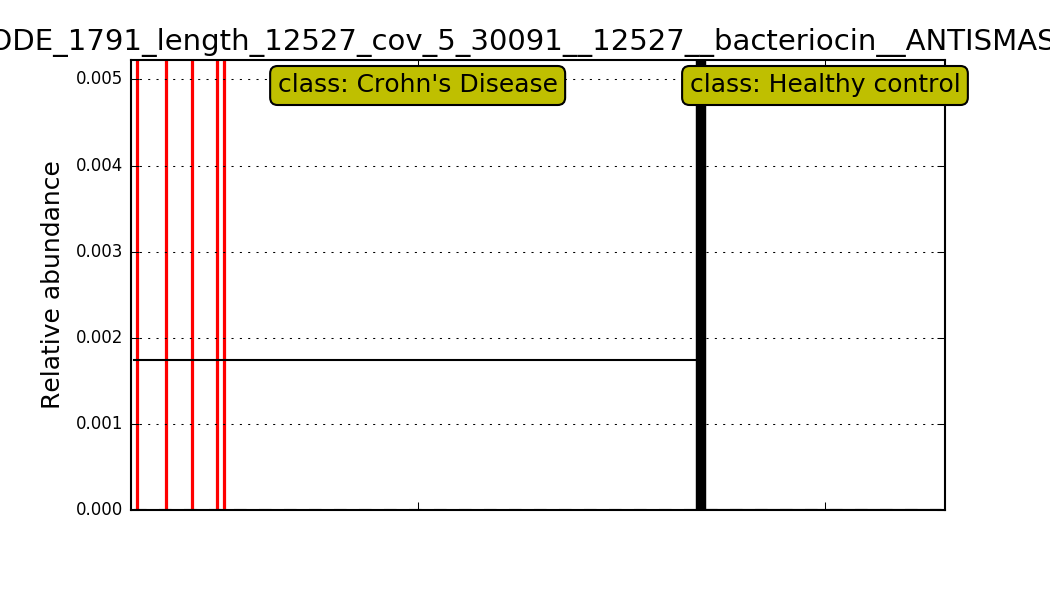 ODE_1791_length_12527_cov_5_30091__12527__bacteriocin__ANTISMAS
class: Crohn's Disease
class: Healthy control
Relative abundance
0.005
0.004
0.003
0.002
0.001
0.000